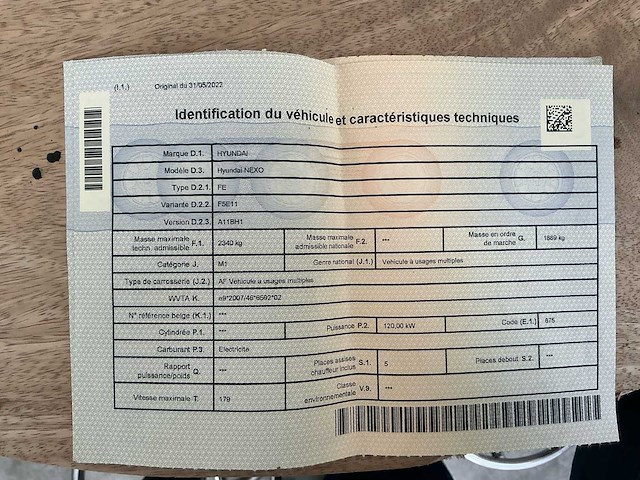 (I.1.) Original du 31/05/2022
Identification du véhicule et caractéristiques techniques
Marque D.1. HYUNDAI
Modèle D.3. Hyundai NEXO
Type D.2.1. FE
Variante D.2.2. F5E11
Version D.2.3. A11BH1
Masse maximale techn. admissible F.1. 2340 kg Masse maximale admissible nationale F.2. *** Masse en ordre de marche G. 1889 kg
Catégorie J. M1 Genre national (J.1.) Véhicule à usages multiples
Type de carrosserie (J.2.) AF Véhicule à usages multiples
WVTA K. e9*2007/46*6592*02
N° référence belge (K.1.) ***
Cylindrée P.1. *** Puissance P.2. 120,00 kW Code (E.1.) 875
Carburant P.3. Electricité
Rapport puissance/poids Q. *** Places assises chauffeur inclus S.1. 5 Places debout S.2. ***
Vitesse maximale T. 179 Classe environnementale V.9. ***